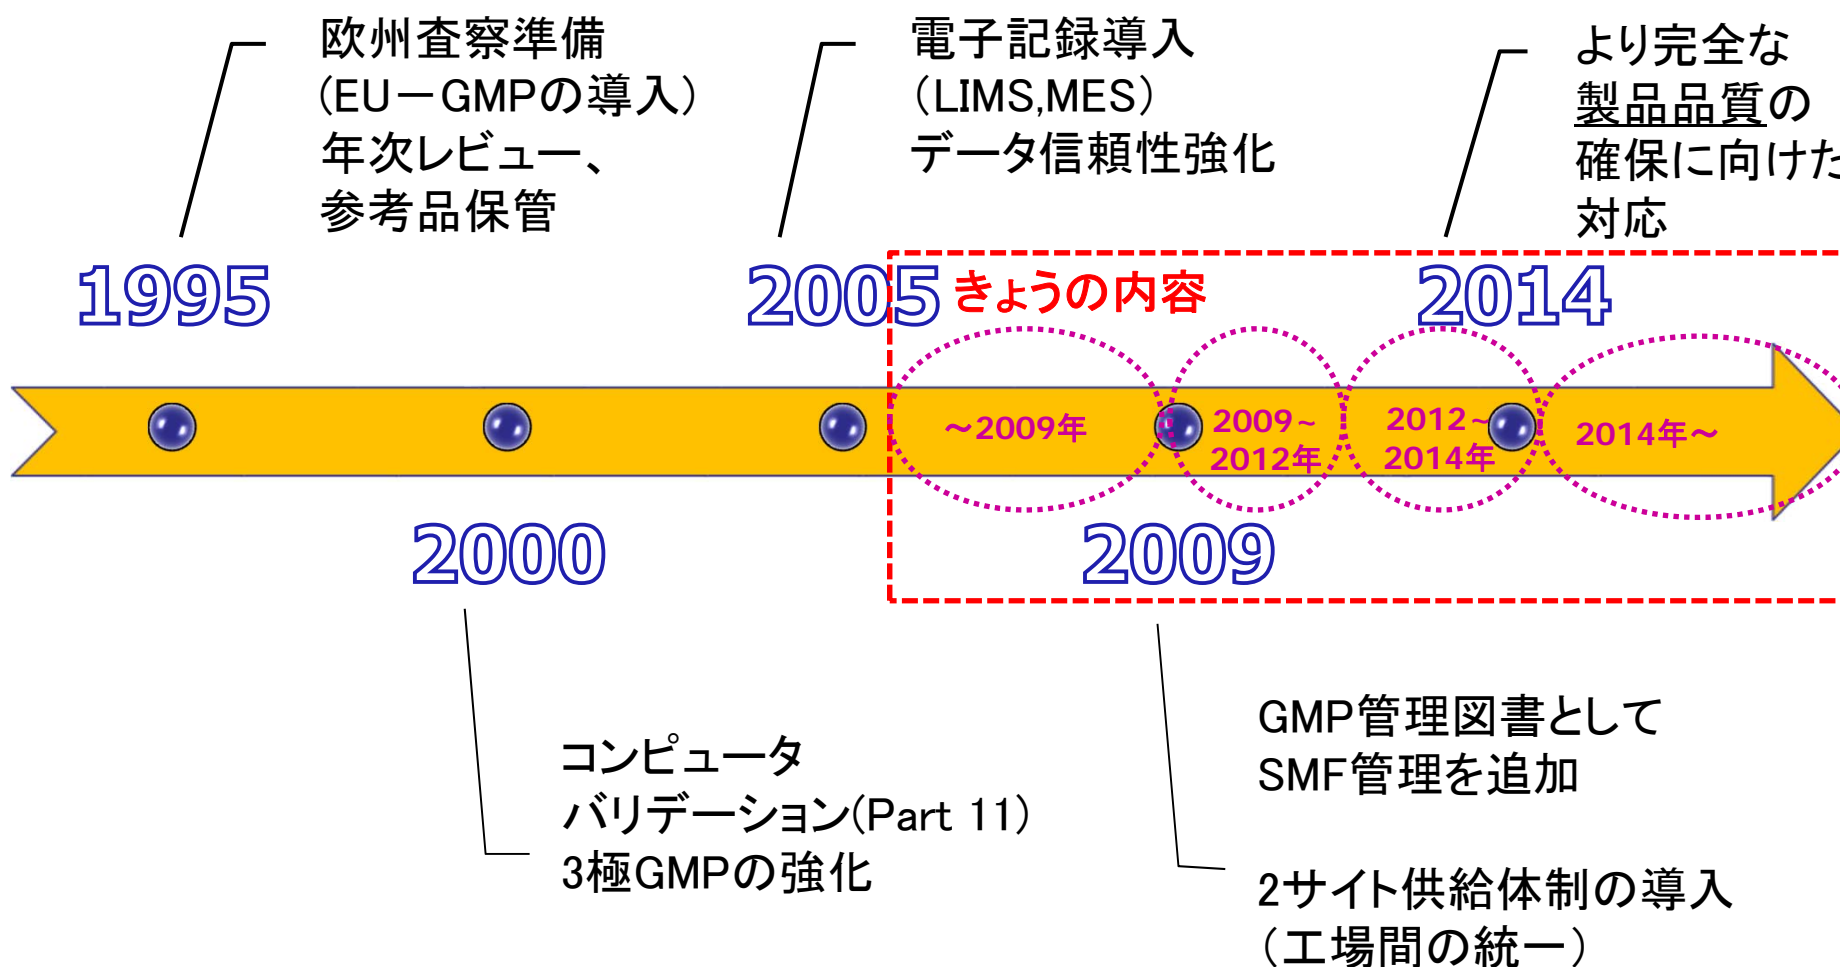 欧州査察準備
(EU－GMPの導入)
年次レビュー、
参考品保管
電子記録導入
（LIMS,MES）
データ信頼性強化
より完全な
製品品質の
確保に向けた
対応
1995
2005
きょうの内容
2014
～2009年
2009～
2012年
2012～
2014年
2014年～
2000
2009
コンピュータ
バリデーション(Part 11)
3極GMPの強化
GMP管理図書として
SMF管理を追加
2サイト供給体制の導入
（工場間の統一）